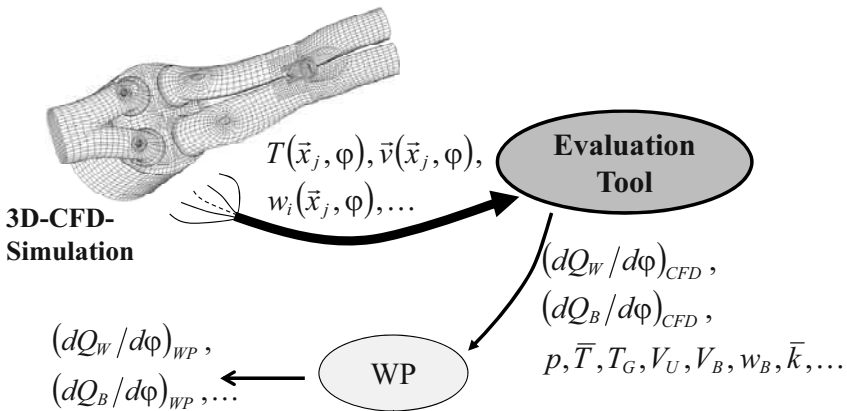 T(x⃗_j, φ), v⃗(x⃗_j, φ),
w_i(x⃗_j, φ), …
Evaluation
Tool
3D-CFD-
Simulation
(dQ_W/dφ)_CFD ,
(dQ_B/dφ)_CFD ,
p, T̅, T_G, V_U, V_B, w_B, k̅, …
WP
(dQ_W/dφ)_WP ,
(dQ_B/dφ)_WP , …